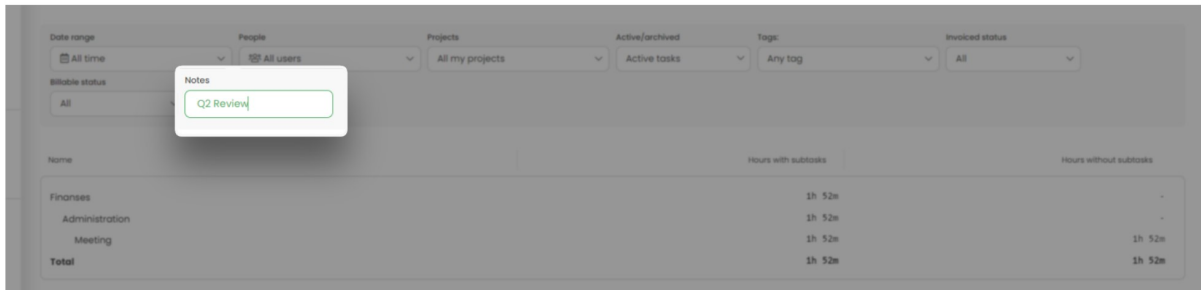 Date range People Projects Active/archived Tags: Invoiced status
All time All users All my projects Active tasks Any tag All
Billable status Notes
All Q2 Review
Name Hours with subtasks Hours without subtasks
Finanses 1h 52m -
Administration 1h 52m -
Meeting 1h 52m 1h 52m
Total 1h 52m 1h 52m